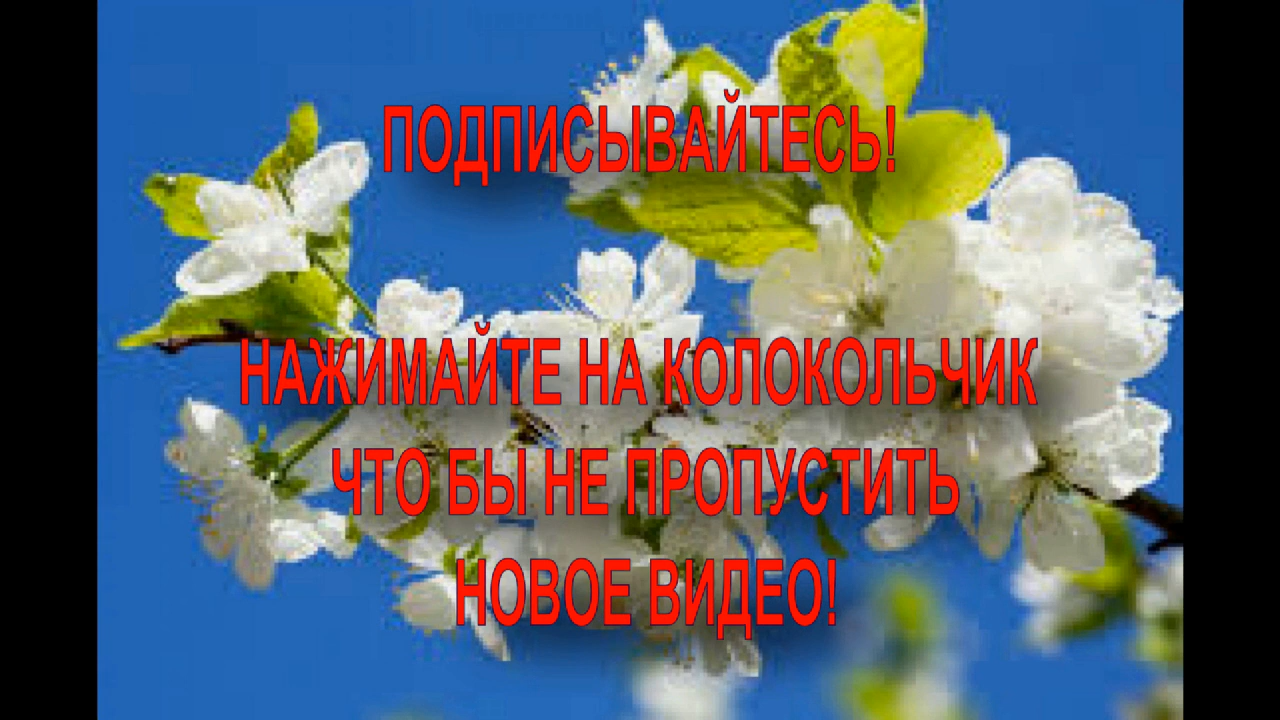 ПОДПИСЫВАЙТЕСЬ!
НАЖИМАЙТЕ НА КОЛОКОЛЬЧИК
ЧТО БЫ НЕ ПРОПУСТИТЬ
НОВОЕ ВИДЕО!